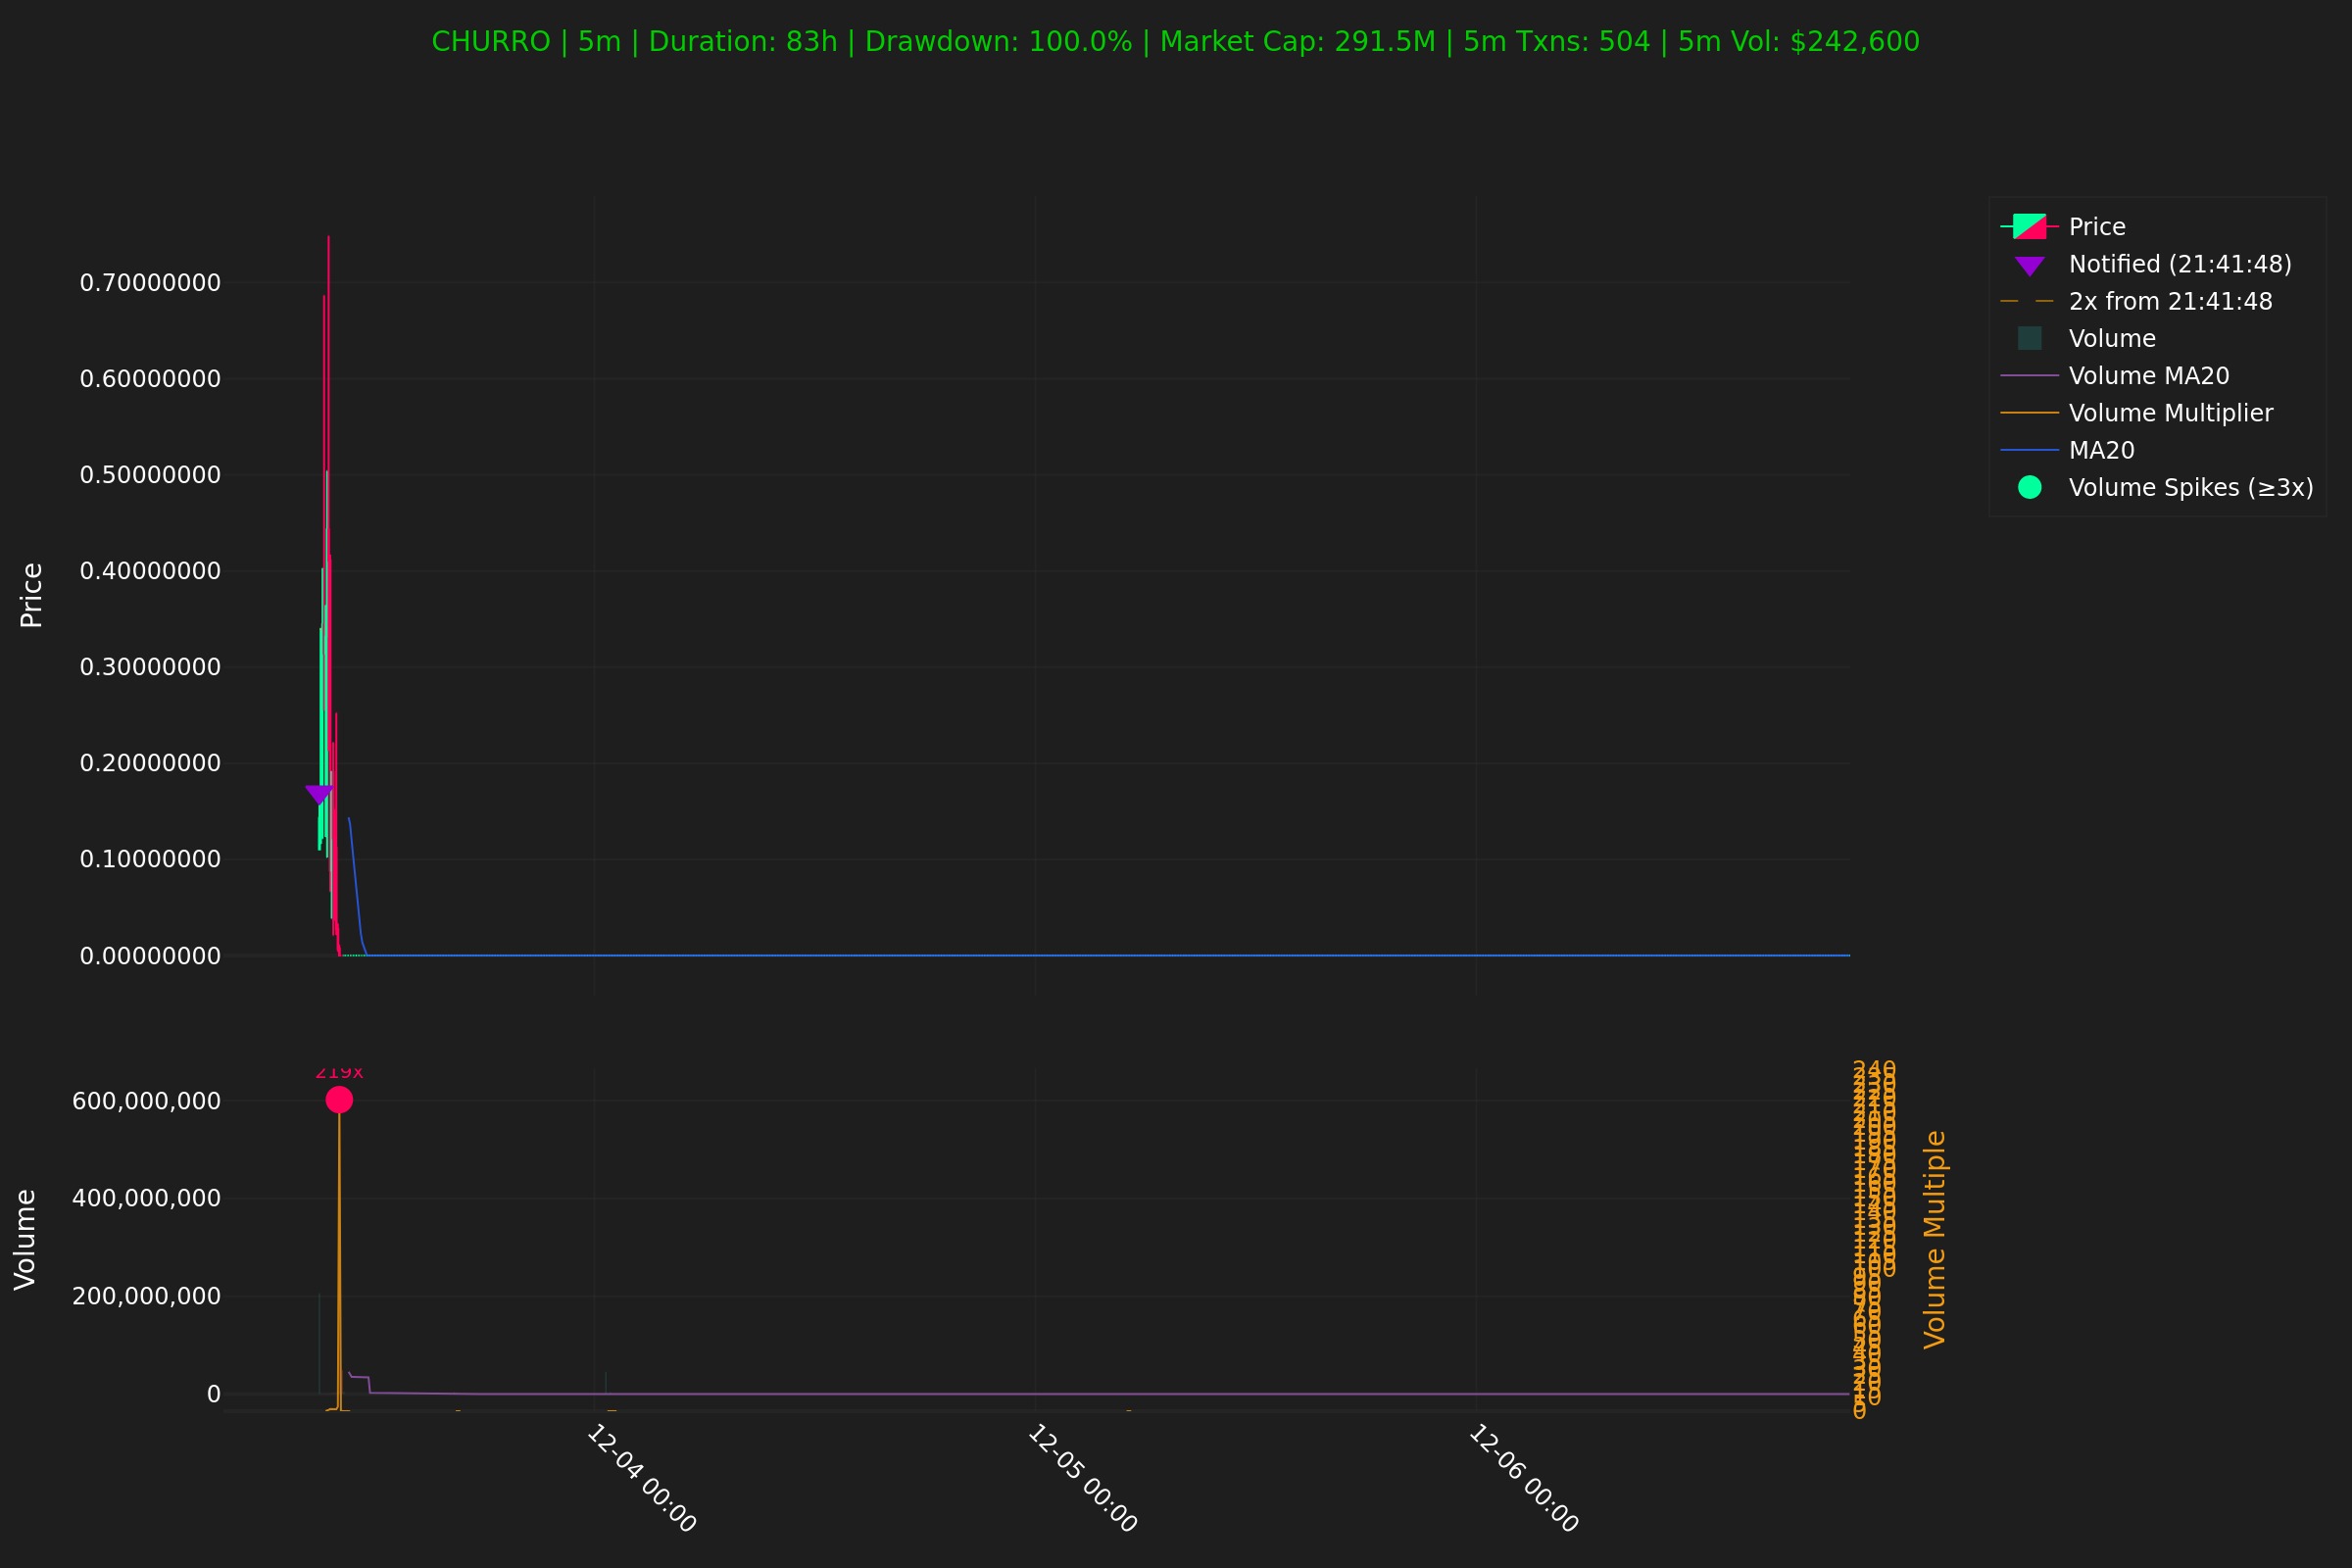 CHURRO | 5m | Duration: 83h | Drawdown: 100.0% | Market Cap: 291.5M | 5m Txns: 504 | 5m Vol: $242,600
Price
Notified (21:41:48)
2x from 21:41:48
Volume
Volume MA20
Volume Multiplier
MA20
Volume Spikes (≥3x)
Price
0.70000000
0.60000000
0.50000000
0.40000000
0.30000000
0.20000000
0.10000000
0.00000000
219x
Volume
600,000,000
400,000,000
200,000,000
0
Volume Multiple
240
0
12-04 00:00
12-05 00:00
12-06 00:00